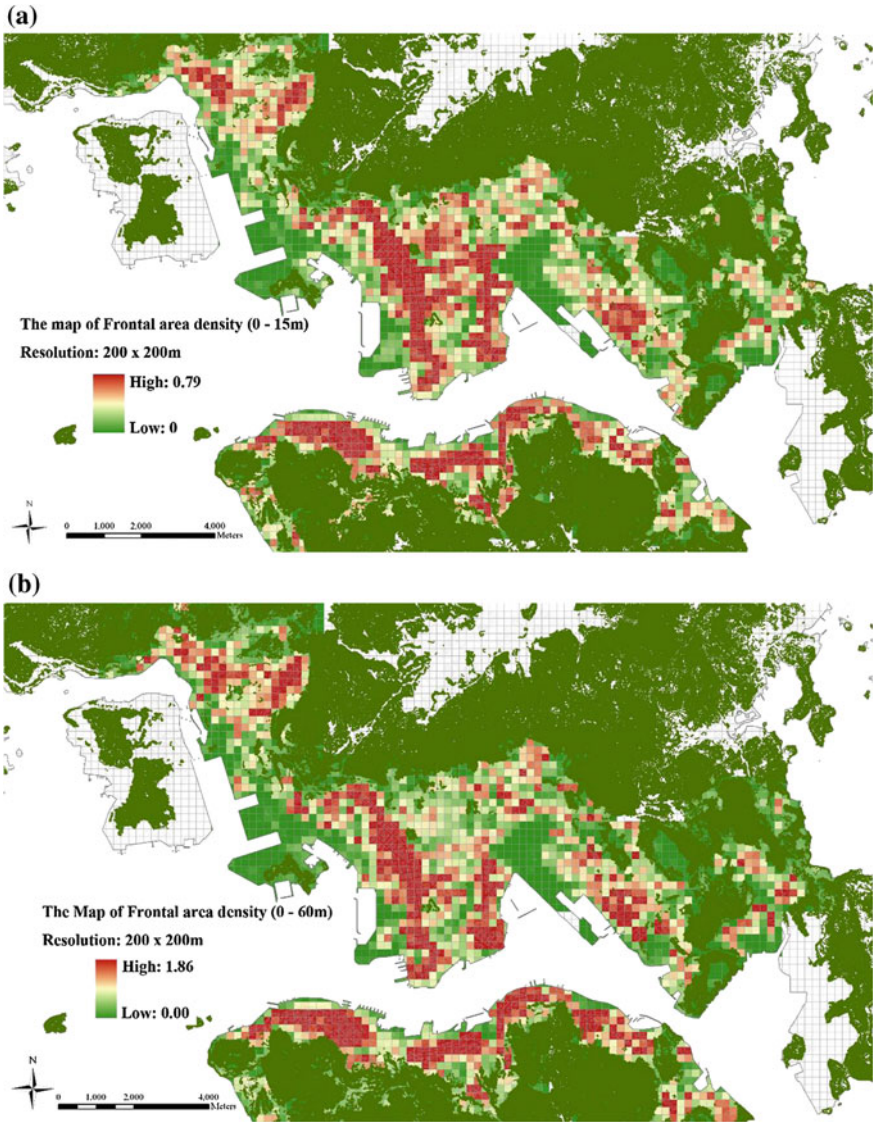 (a)
The map of Frontal area density (0 - 15m)
Resolution: 200 x 200m
High: 0.79
Low: 0
N
0 1,000 2,000 4,000
Meters
(b)
The Map of Frontal area density (0 - 60m)
Resolution: 200 x 200m
High: 1.86
Low: 0.00
N
0 1,000 2,000 4,000
Meters